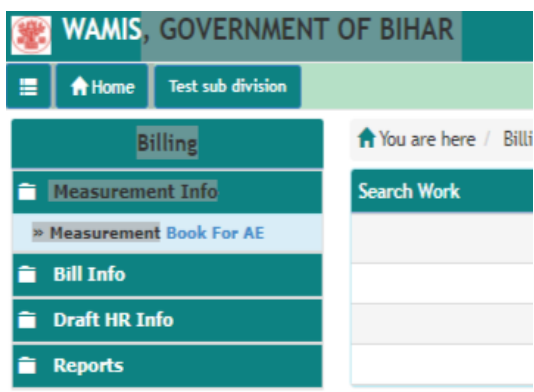 WAMIS, GOVERNMENT OF BIHAR
Home Test sub division
Billing
Measurement Info
» Measurement Book For AE
Bill Info
Draft HR Info
Reports
You are here / Billi
Search Work